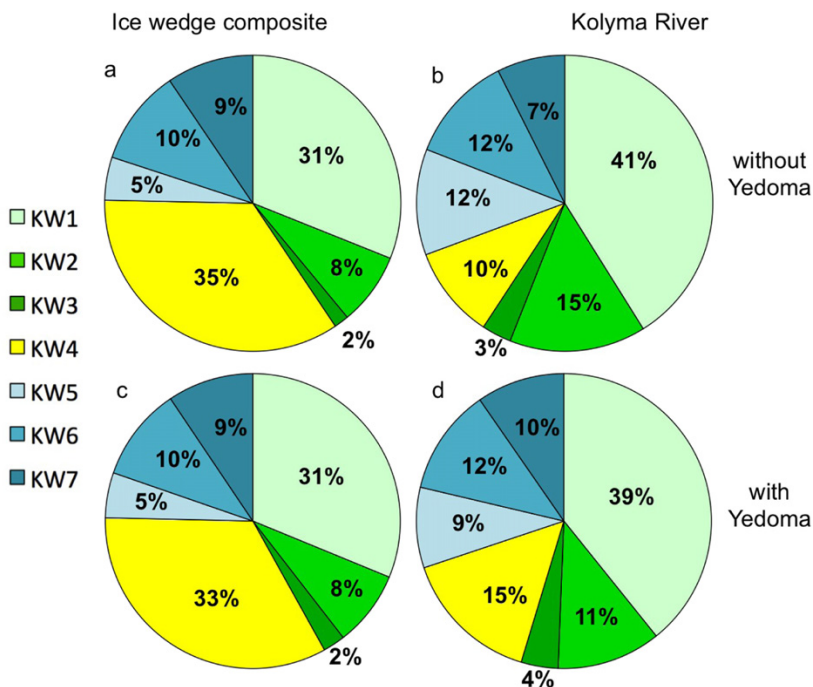 Ice wedge composite
Kolyma River
a
9%
31%
10%
5%
8%
35%
2%
b
7%
41%
12%
12%
10%
15%
3%
without
Yedoma
KW1
KW2
KW3
KW4
KW5
KW6
KW7
c
9%
31%
10%
5%
8%
33%
2%
d
10%
39%
12%
9%
15%
11%
4%
with
Yedoma